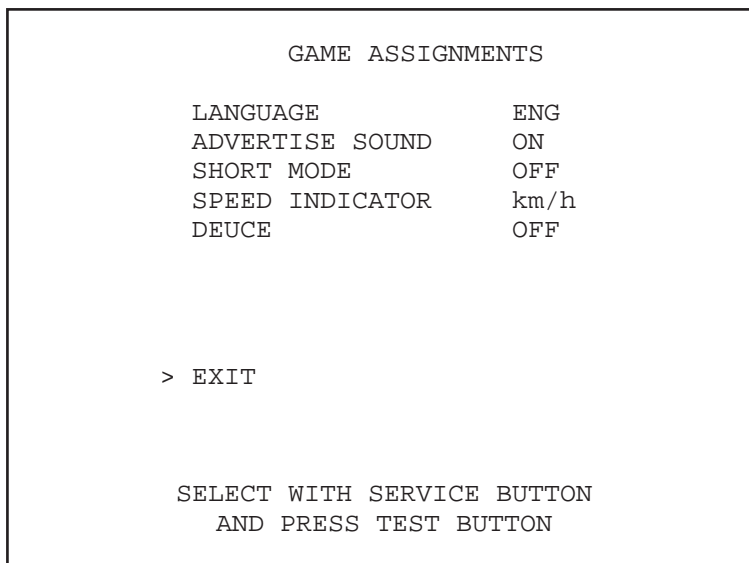 GAME ASSIGNMENTS
LANGUAGE ENG
ADVERTISE SOUND ON
SHORT MODE OFF
SPEED INDICATOR km/h
DEUCE OFF
> EXIT
SELECT WITH SERVICE BUTTON
AND PRESS TEST BUTTON